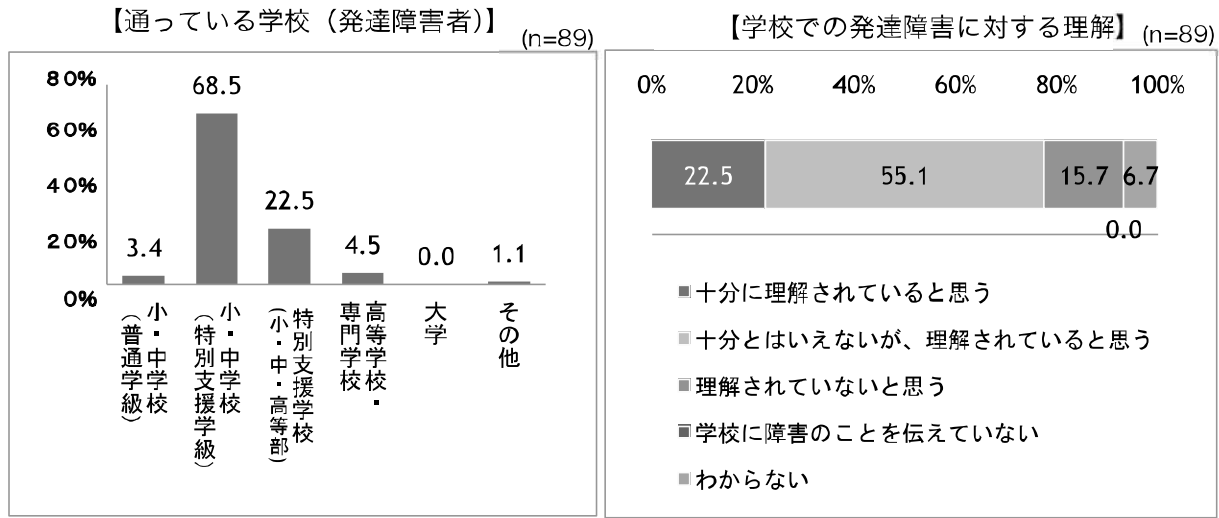 【通っている学校（発達障害者）】
(n=89)
80%
60%
40%
20%
0%
3.4
68.5
22.5
4.5
0.0
1.1
小・中学校
（普通学級）
小・中学校
（特別支援学級）
特別支援学校
(小・中・高等部)
高等学校・
専門学校
大学
その他
【学校での発達障害に対する理解】
(n=89)
0% 20% 40% 60% 80% 100%
22.5 55.1 15.7 6.7
0.0
十分に理解されていると思う
十分とはいえないが、理解されていると思う
理解されていないと思う
学校に障害のことを伝えていない
わからない